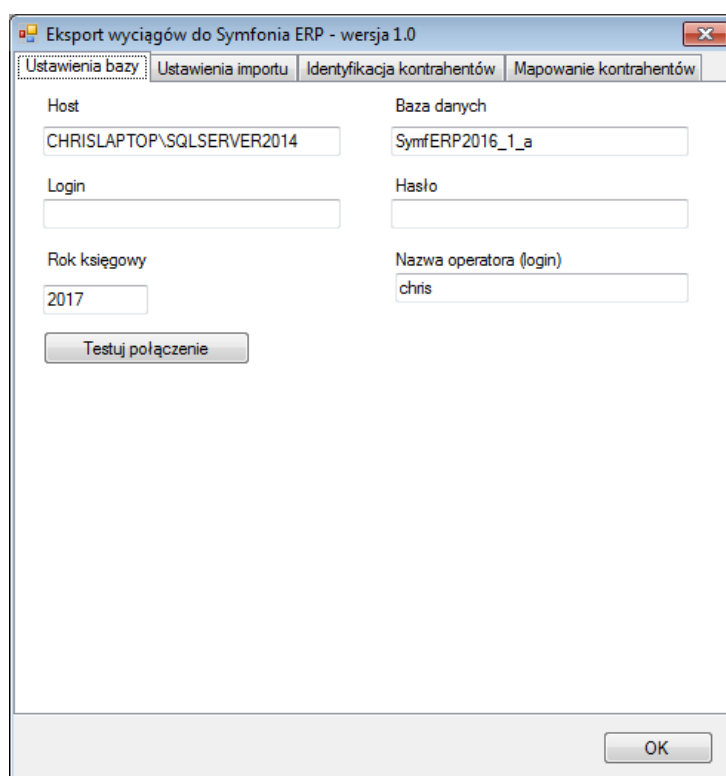 Eksport wyciągów do Symfonia ERP - wersja 1.0
Ustawienia bazy Ustawienia importu Identyfikacja kontrahentów Mapowanie kontrahentów
Host Baza danych
CHRISLAPTOP\SQLSERVER2014 SymfERP2016_1_a
Login Hasło
Rok księgowy Nazwa operatora (login)
2017 chris
Testuj połączenie
OK